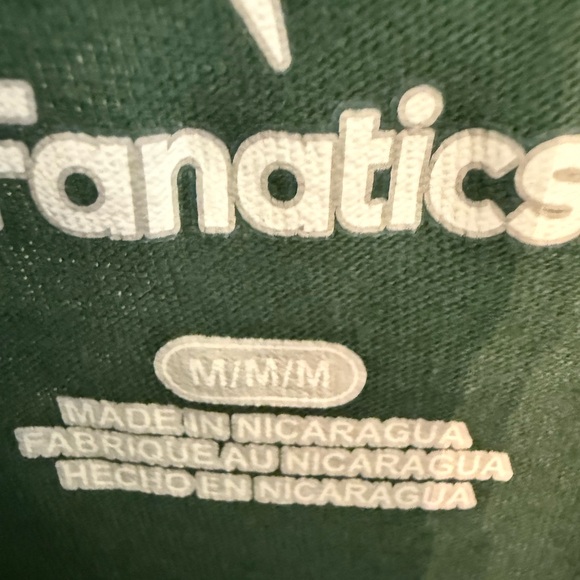 Fanatics
M/M/M
MADE IN NICARAGUA
FABRIQUE AU NICARAGUA
HECHO EN NICARAGUA